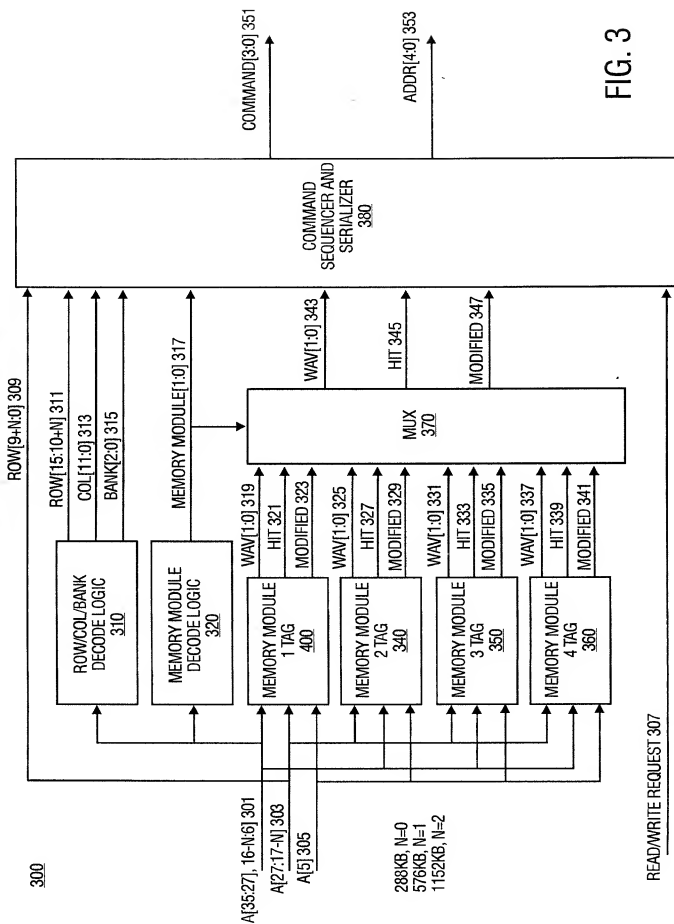 300
A[35:27], 16-N:6] 301
A[27:17-N] 303
A[5] 305
288KB, N=0
576KB, N=1
1152KB, N=2
READ/WRITE REQUEST 307
ROW/COL/BANK
DECODE LOGIC
310
MEMORY MODULE
DECODE LOGIC
320
MEMORY MODULE
1 TAG
400
MEMORY MODULE
2 TAG
340
MEMORY MODULE
3 TAG
350
MEMORY MODULE
4 TAG
360
ROW[9+N:0] 309
ROW[15:10+N] 311
COL[11:0] 313
BANK[2:0] 315
MEMORY MODULE[1:0] 317
WAV[1:0] 319
HIT 321
MODIFIED 323
WAV[1:0] 325
HIT 327
MODIFIED 329
WAV[1:0] 331
HIT 333
MODIFIED 335
WAV[1:0] 337
HIT 339
MODIFIED 341
MUX
370
WAV[1:0] 343
HIT 345
MODIFIED 347
COMMAND
SEQUENCER AND
SERIALIZER
380
COMMAND[3:0] 351
ADDR[4:0] 353
FIG. 3